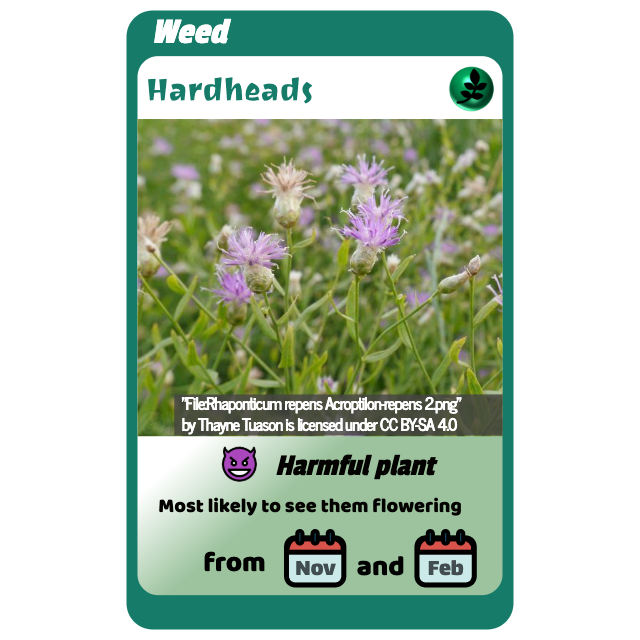 Weed
Hardheads
"File:Rhaponticum repens Acroptilon-repens 2.png"
by Thayne Tuason is licensed under CC BY-SA 4.0
Harmful plant
Most likely to see them flowering
from Nov and Feb